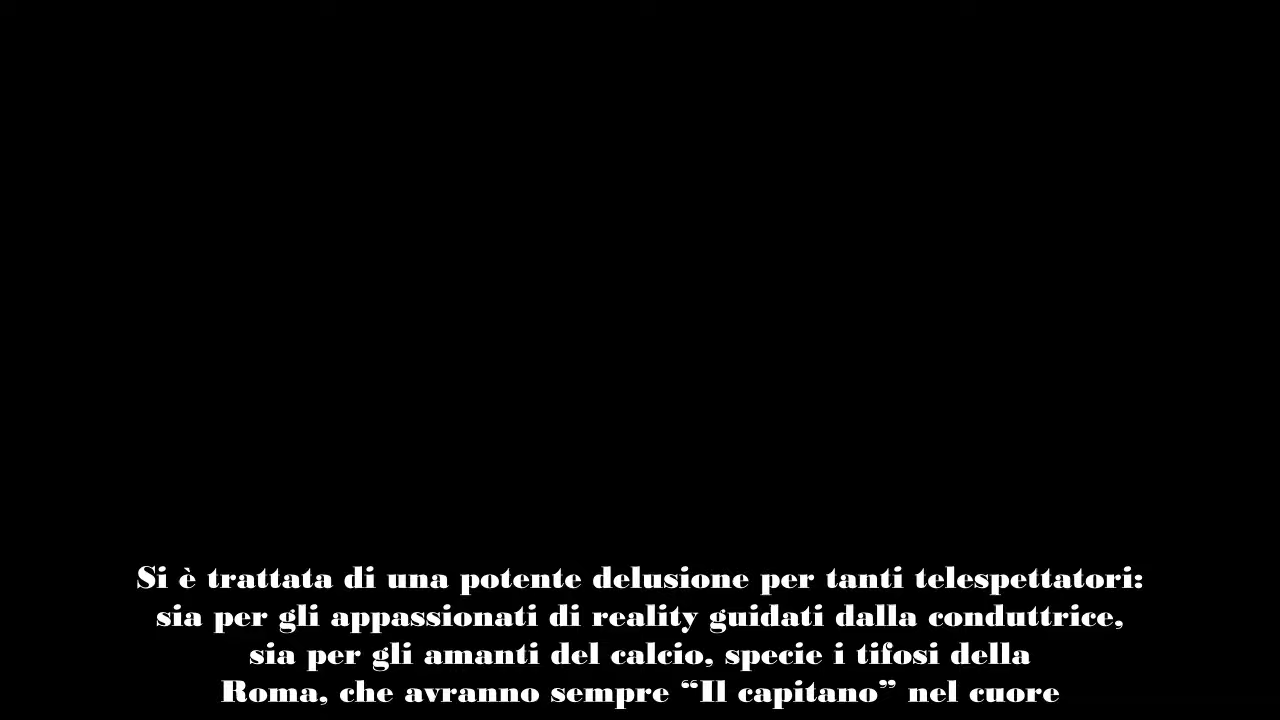 Si è trattata di una potente delusione per tanti telespettatori:
sia per gli appassionati di reality guidati dalla conduttrice,
sia per gli amanti del calcio, specie i tifosi della
Roma, che avranno sempre “Il capitano” nel cuore